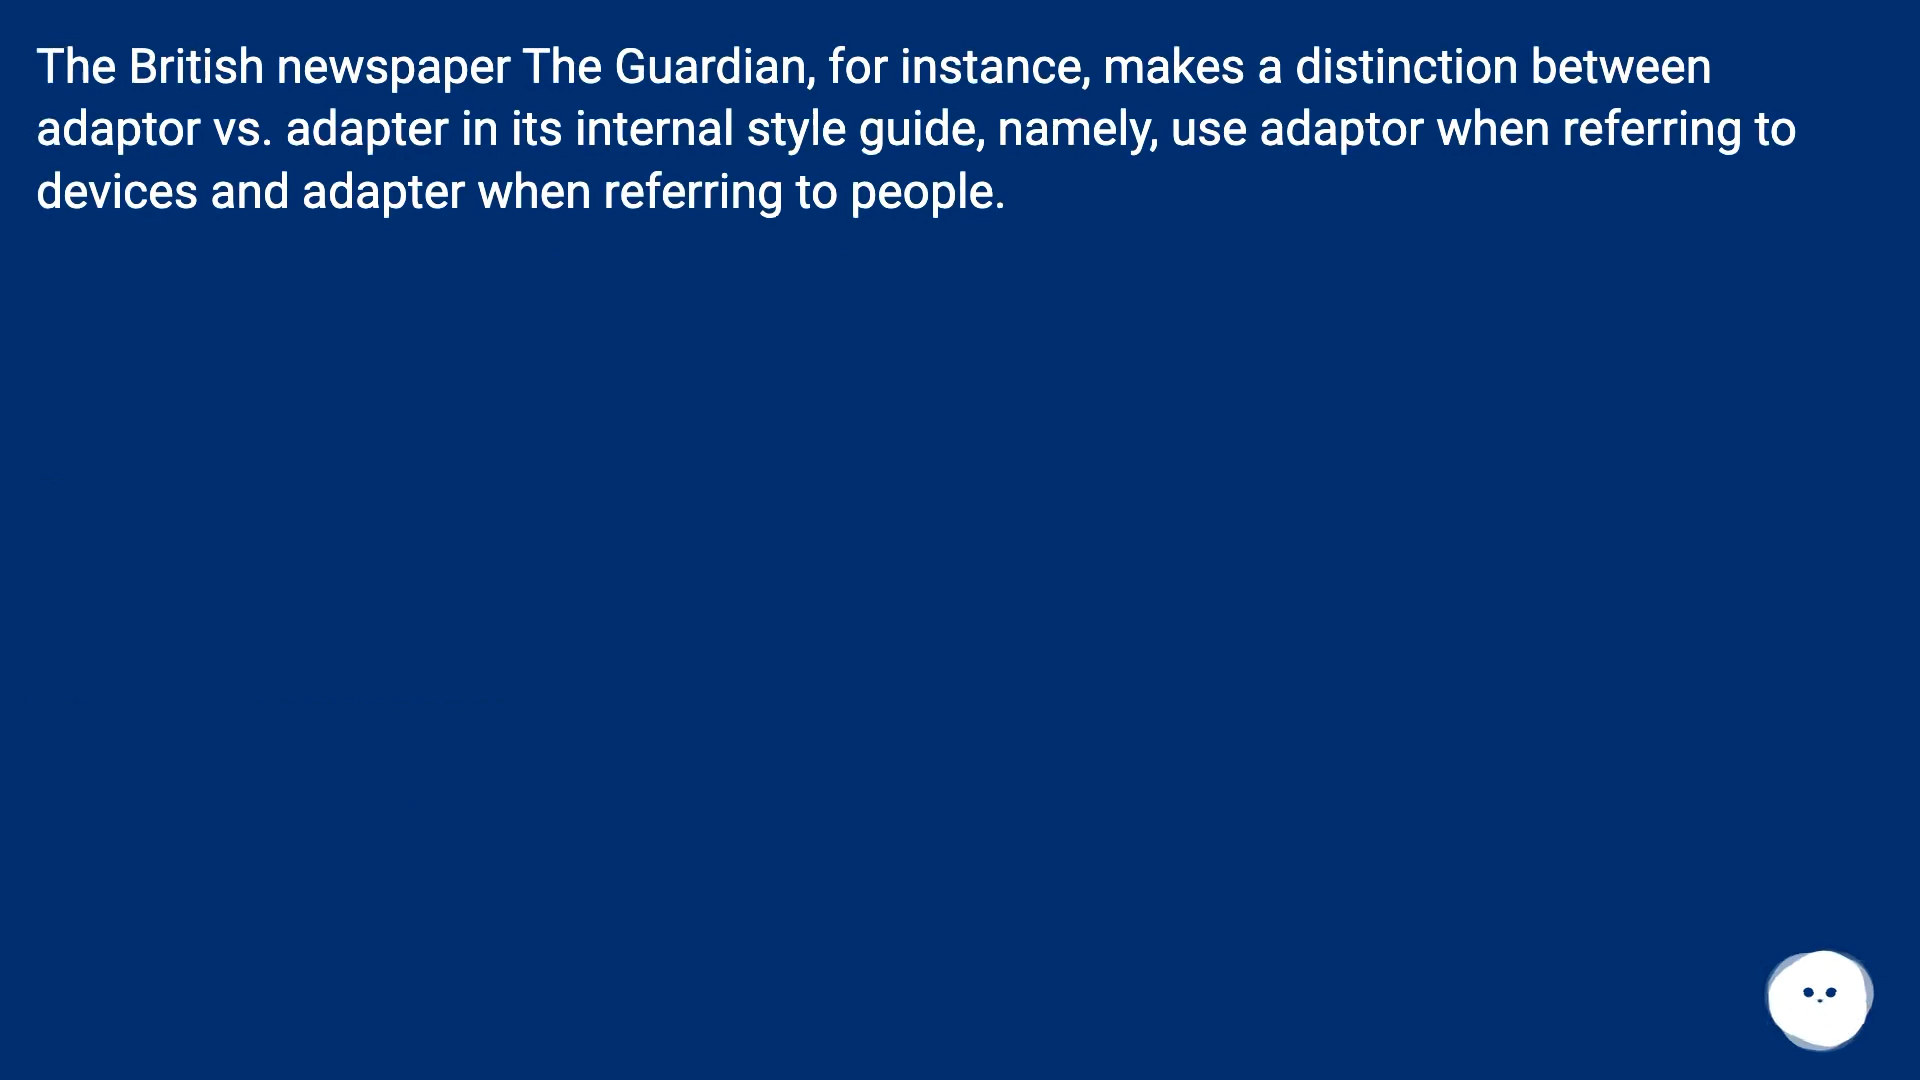 The British newspaper The Guardian, for instance, makes a distinction between
adaptor vs. adapter in its internal style guide, namely, use adaptor when referring to
devices and adapter when referring to people.